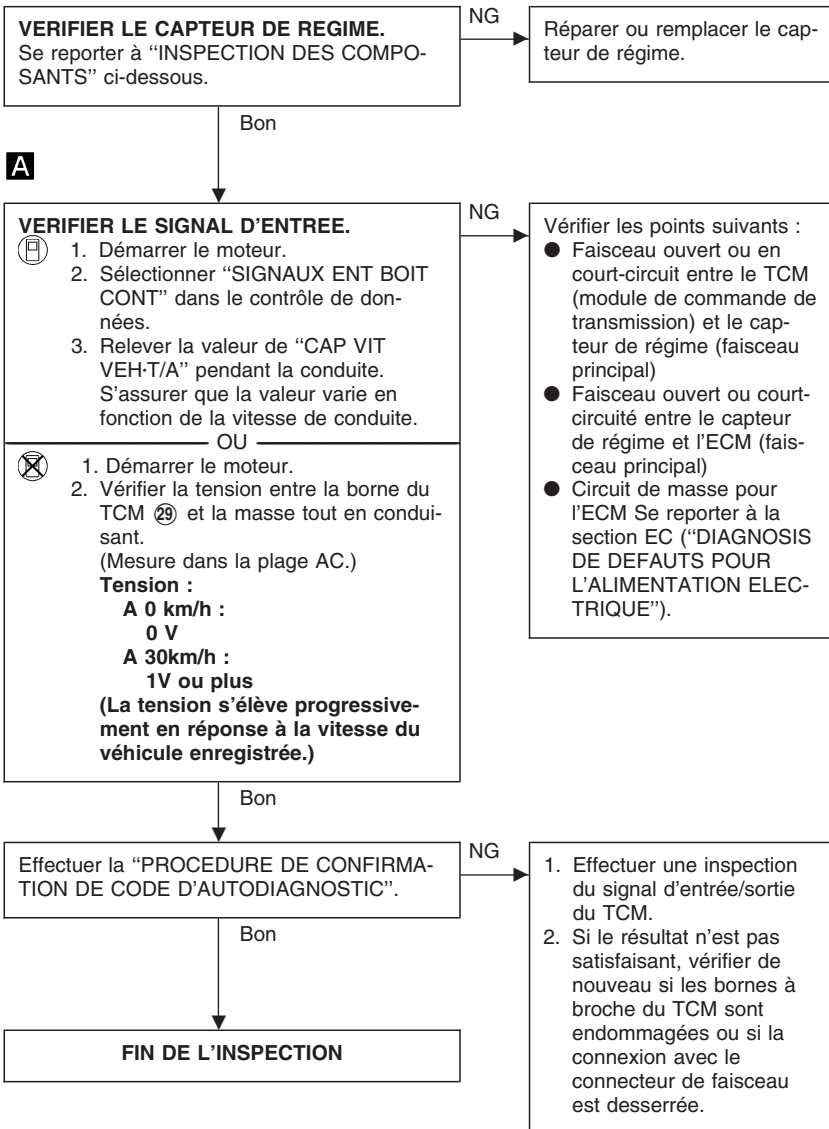 VERIFIER LE CAPTEUR DE REGIME.
Se reporter à ‘‘INSPECTION DES COMPO-
SANTS’’ ci-dessous.
NG
Réparer ou remplacer le cap-
teur de régime.
Bon
A
VERIFIER LE SIGNAL D'ENTREE.
1. Démarrer le moteur.
2. Sélectionner ‘‘SIGNAUX ENT BOIT
CONT’’ dans le contrôle de don-
nées.
3. Relever la valeur de ‘‘CAP VIT
VEH·T/A’’ pendant la conduite.
S'assurer que la valeur varie en
fonction de la vitesse de conduite.
OU
1. Démarrer le moteur.
2. Vérifier la tension entre la borne du
TCM ㉙ et la masse tout en condui-
sant.
(Mesure dans la plage AC.)
Tension :
A 0 km/h :
0 V
A 30km/h :
1V ou plus
(La tension s'élève progressive-
ment en réponse à la vitesse du
véhicule enregistrée.)
NG
Vérifier les points suivants :
● Faisceau ouvert ou en
court-circuit entre le TCM
(module de commande de
transmission) et le cap-
teur de régime (faisceau
principal)
● Faisceau ouvert ou court-
circuité entre le capteur
de régime et l'ECM (fais-
ceau principal)
● Circuit de masse pour
l'ECM Se reporter à la
section EC (‘‘DIAGNOSIS
DE DEFAUTS POUR
L'ALIMENTATION ELEC-
TRIQUE’’).
Bon
Effectuer la ‘‘PROCEDURE DE CONFIRMA-
TION DE CODE D'AUTODIAGNOSTIC’’.
NG
1. Effectuer une inspection
du signal d'entrée/sortie
du TCM.
2. Si le résultat n'est pas
satisfaisant, vérifier de
nouveau si les bornes à
broche du TCM sont
endommagées ou si la
connexion avec le
connecteur de faisceau
est desserrée.
Bon
FIN DE L'INSPECTION